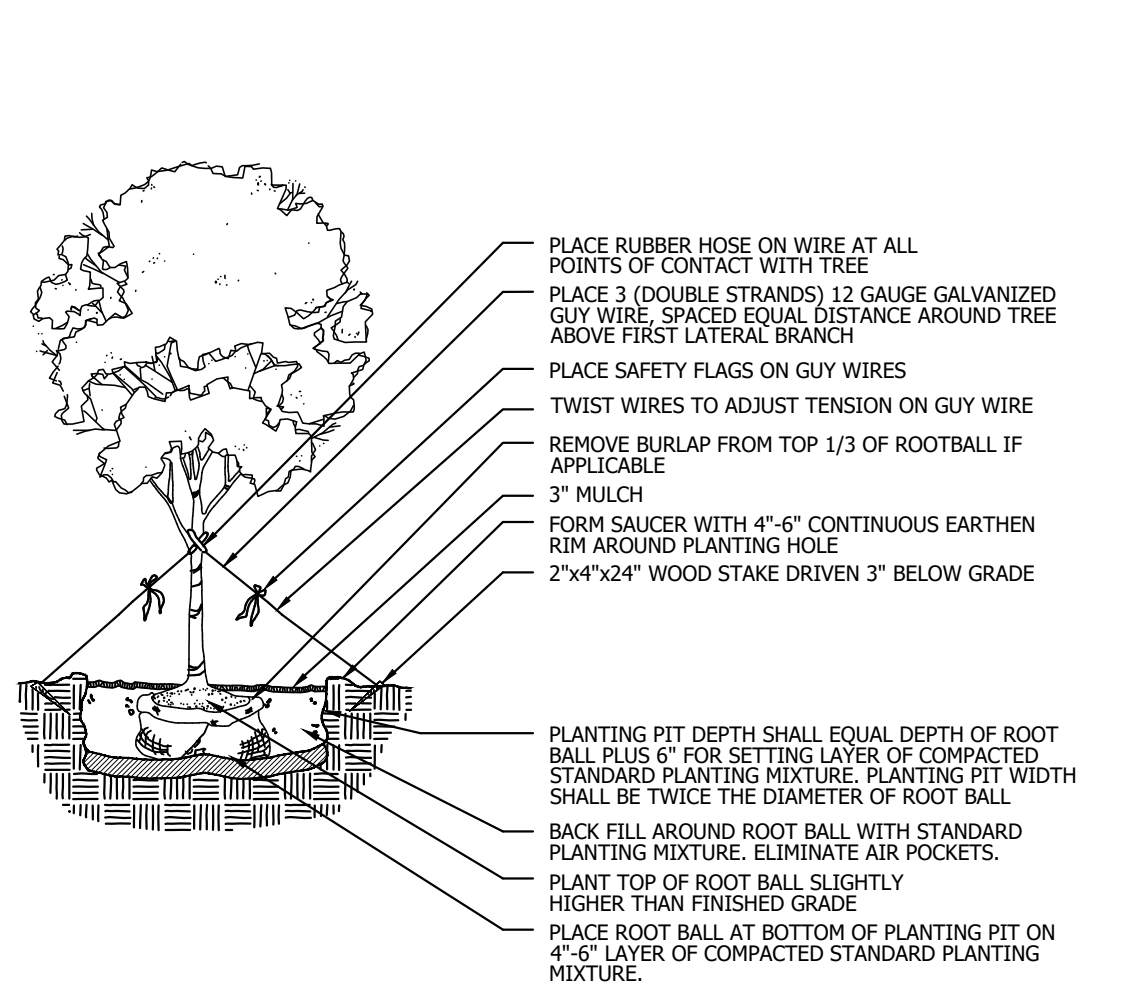 PLACE RUBBER HOSE ON WIRE AT ALL
POINTS OF CONTACT WITH TREE
PLACE 3 (DOUBLE STRANDS) 12 GAUGE GALVANIZED
GUY WIRE, SPACED EQUAL DISTANCE AROUND TREE
ABOVE FIRST LATERAL BRANCH
PLACE SAFETY FLAGS ON GUY WIRES
TWIST WIRES TO ADJUST TENSION ON GUY WIRE
REMOVE BURLAP FROM TOP 1/3 OF ROOTBALL IF
APPLICABLE
3" MULCH
FORM SAUCER WITH 4"-6" CONTINUOUS EARTHEN
RIM AROUND PLANTING HOLE
2"x4"x24" WOOD STAKE DRIVEN 3" BELOW GRADE
PLANTING PIT DEPTH SHALL EQUAL DEPTH OF ROOT
BALL PLUS 6" FOR SETTING LAYER OF COMPACTED
STANDARD PLANTING MIXTURE. PLANTING PIT WIDTH
SHALL BE TWICE THE DIAMETER OF ROOT BALL
BACK FILL AROUND ROOT BALL WITH STANDARD
PLANTING MIXTURE. ELIMINATE AIR POCKETS.
PLANT TOP OF ROOT BALL SLIGHTLY
HIGHER THAN FINISHED GRADE
PLACE ROOT BALL AT BOTTOM OF PLANTING PIT ON
4"-6" LAYER OF COMPACTED STANDARD PLANTING
MIXTURE.